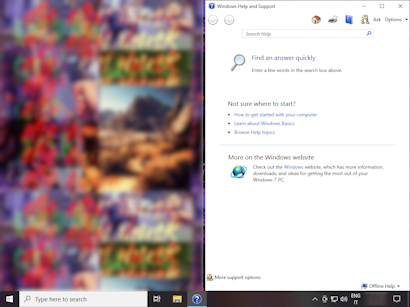 Windows Help and Support
Ask Options
Search Help
Find an answer quickly
Enter a few words in the search box above.
Not sure where to start?
How to get started with your computer
Learn about Windows Basics
Browse Help topics
More on the Windows website
Check out the Windows website, which has more information,
downloads, and ideas for getting the most out of your
Windows 7 PC.
More support options
Offline Help
Type here to search
ENG
IT